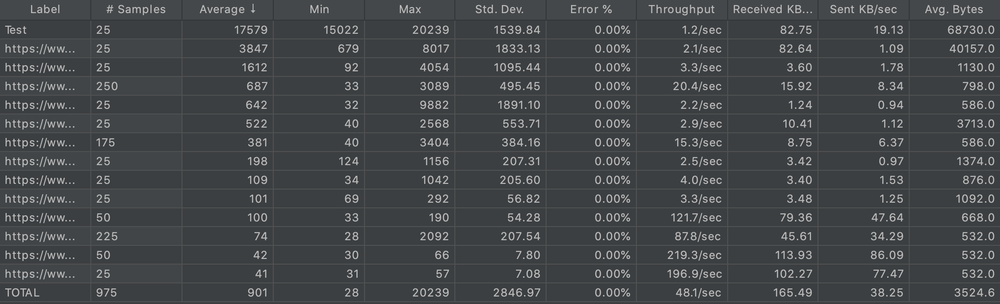 Label # Samples Average ↓ Min Max Std. Dev. Error % Throughput Received KB... Sent KB/sec Avg. Bytes
Test 25 17579 15022 20239 1539.84 0.00% 1.2/sec 82.75 19.13 68730.0
https://ww... 25 3847 679 8017 1833.13 0.00% 2.1/sec 82.64 1.09 40157.0
https://ww... 25 1612 92 4054 1095.44 0.00% 3.3/sec 3.60 1.78 1130.0
https://ww... 250 687 33 3089 495.45 0.00% 20.4/sec 15.92 8.34 798.0
https://ww... 25 642 32 9882 1891.10 0.00% 2.2/sec 1.24 0.94 586.0
https://ww... 25 522 40 2568 553.71 0.00% 2.9/sec 10.41 1.12 3713.0
https://ww... 175 381 40 3404 384.16 0.00% 15.3/sec 8.75 6.37 586.0
https://ww... 25 198 124 1156 207.31 0.00% 2.5/sec 3.42 0.97 1374.0
https://ww... 25 109 34 1042 205.60 0.00% 4.0/sec 3.40 1.53 876.0
https://ww... 25 101 69 292 56.82 0.00% 3.3/sec 3.48 1.25 1092.0
https://ww... 50 100 33 190 54.28 0.00% 121.7/sec 79.36 47.64 668.0
https://ww... 225 74 28 2092 207.54 0.00% 87.8/sec 45.61 34.29 532.0
https://ww... 50 42 30 66 7.80 0.00% 219.3/sec 113.93 86.09 532.0
https://ww... 25 41 31 57 7.08 0.00% 196.9/sec 102.27 77.47 532.0
TOTAL 975 901 28 20239 2846.97 0.00% 48.1/sec 165.49 38.25 3524.6